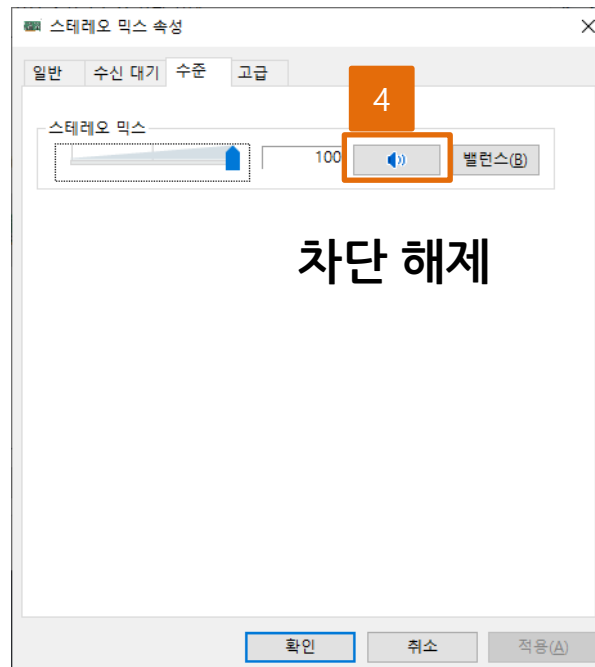 스테레오 믹스 속성
일반 수신 대기 수준 고급
4
스테레오 믹스
100 밸런스(B)
차단 해제
확인 취소 적용(A)